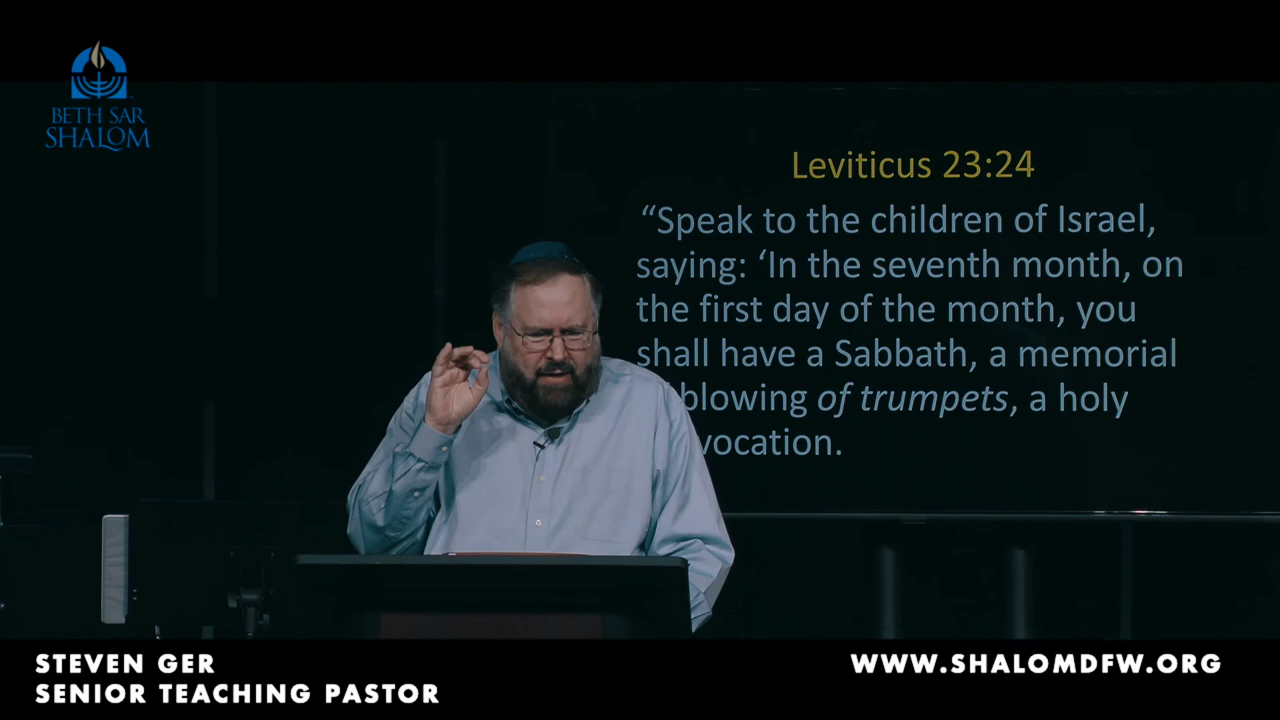 BETH SAR
SHALOM
Leviticus 23:24
“Speak to the children of Israel,
saying: ‘In the seventh month, on
the first day of the month, you
shall have a Sabbath, a memorial
blowing of trumpets, a holy
vocation.
STEVEN GER
SENIOR TEACHING PASTOR
WWW.SHALOMDFW.ORG